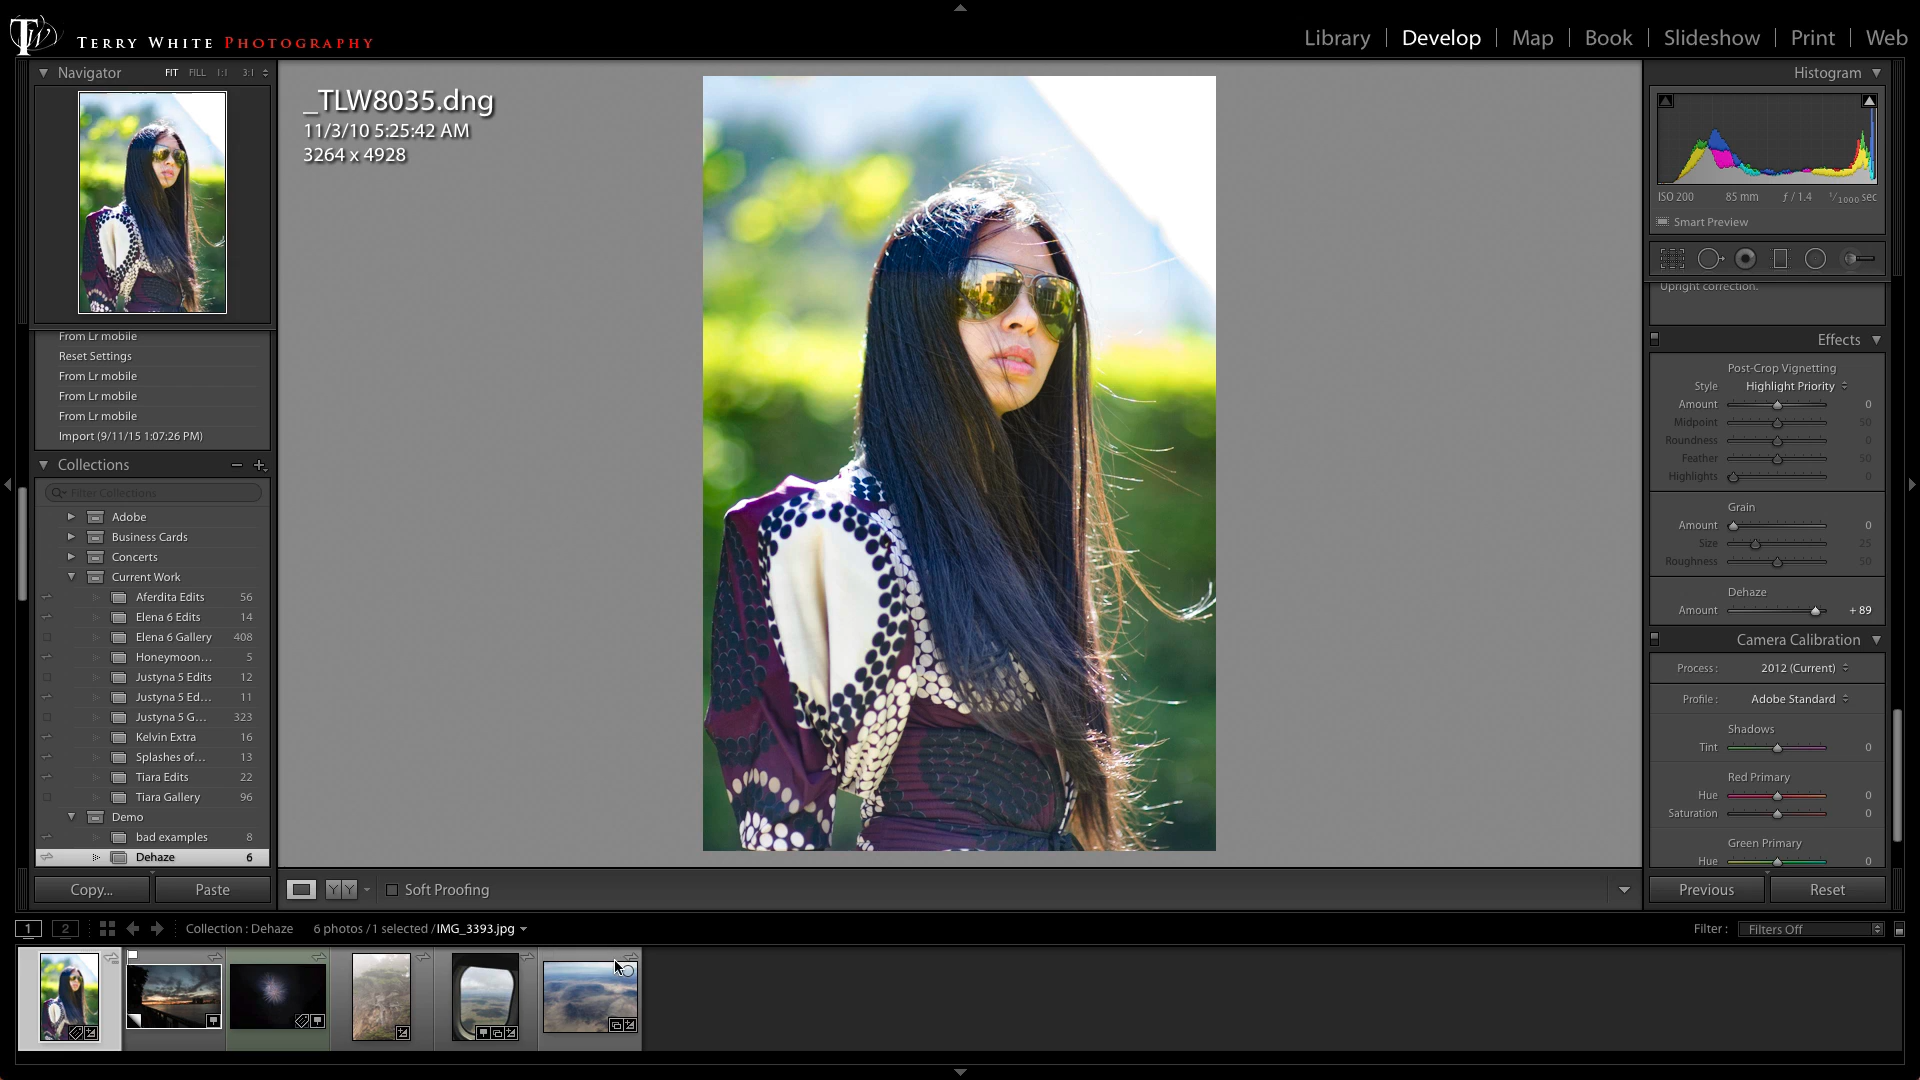 TW TERRY WHITE PHOTOGRAPHY
Library | Develop | Map | Book | Slideshow | Print | Web
Navigator FIT FILL 1:1 3:1
From Lr mobile
Reset Settings
From Lr mobile
From Lr mobile
From Lr mobile
Import (9/11/15 1:07:26 PM)
Collections
Filter Collections
Adobe
Business Cards
Concerts
Current Work
Aferdita Edits 56
Elena 6 Edits 14
Elena 6 Gallery 408
Honeymoon... 5
Justyna 5 Edits 12
Justyna 5 Ed... 11
Justyna 5 G... 323
Kelvin Extra 16
Splashes of... 13
Tiara Edits 22
Tiara Gallery 96
Demo
bad examples 8
Dehaze 6
Copy... Paste
_TLW8035.dng
11/3/10 5:25:42 AM
3264 x 4928
YY Soft Proofing
Histogram
ISO 200 85 mm ƒ / 1.4 1/1000 sec
Smart Preview
Upright correction.
Effects
Post-Crop Vignetting
Style Highlight Priority
Amount 0
Midpoint 50
Roundness 0
Feather 50
Highlights 0
Grain
Amount 0
Size 25
Roughness 50
Dehaze
Amount + 89
Camera Calibration
Process : 2012 (Current)
Profile : Adobe Standard
Shadows
Tint 0
Red Primary
Hue 0
Saturation 0
Green Primary
Hue 0
Previous Reset
1 2 Collection : Dehaze 6 photos / 1 selected / IMG_3393.jpg Filter : Filters Off